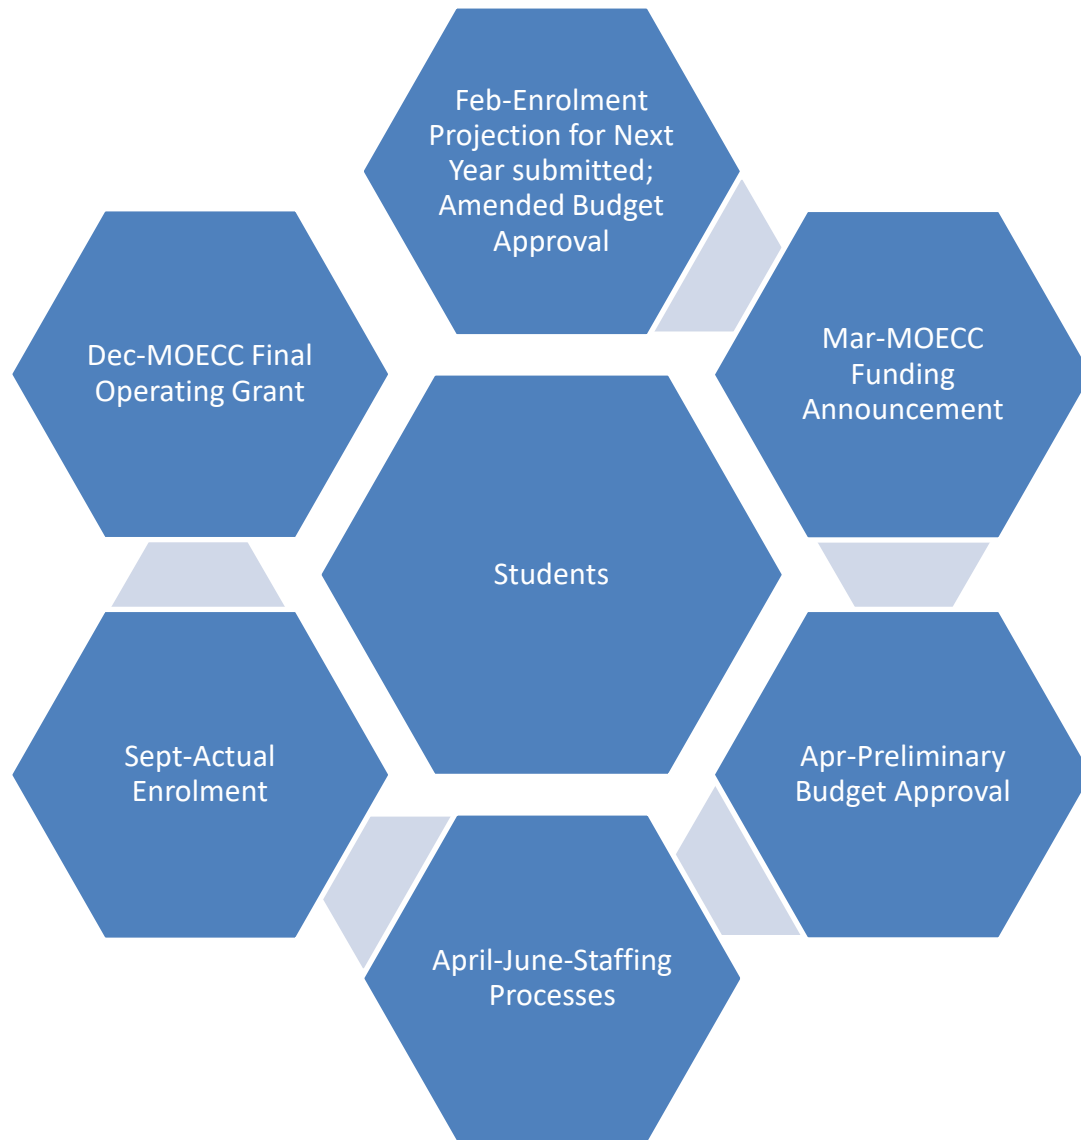 Feb-Enrolment
Projection for Next
Year submitted;
Amended Budget
Approval
Mar-MOECC
Funding
Announcement
Apr-Preliminary
Budget Approval
April-June-Staffing
Processes
Sept-Actual
Enrolment
Dec-MOECC Final
Operating Grant
Students